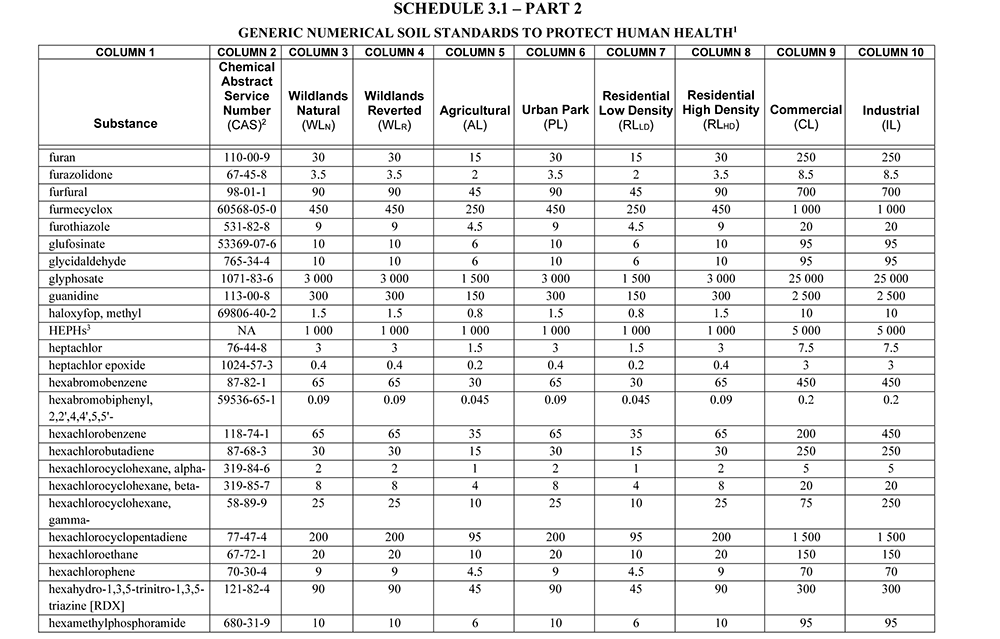 SCHEDULE 3.1 – PART 2
GENERIC NUMERICAL SOIL STANDARDS TO PROTECT HUMAN HEALTH¹
COLUMN 1 COLUMN 2 COLUMN 3 COLUMN 4 COLUMN 5 COLUMN 6 COLUMN 7 COLUMN 8 COLUMN 9 COLUMN 10
Substance Chemical Abstract Service Number (CAS)² Wildlands Natural (WLN) Wildlands Reverted (WLR) Agricultural (AL) Urban Park (PL) Residential Low Density (RLLD) Residential High Density (RLHD) Commercial (CL) Industrial (IL)
furan 110-00-9 30 30 15 30 15 30 250 250
furazolidone 67-45-8 3.5 3.5 2 3.5 2 3.5 8.5 8.5
furfural 98-01-1 90 90 45 90 45 90 700 700
furmecyclox 60568-05-0 450 450 250 450 250 450 1 000 1 000
furothiazole 531-82-8 9 9 4.5 9 4.5 9 20 20
glufosinate 53369-07-6 10 10 6 10 6 10 95 95
glycidaldehyde 765-34-4 10 10 6 10 6 10 95 95
glyphosate 1071-83-6 3 000 3 000 1 500 3 000 1 500 3 000 25 000 25 000
guanidine 113-00-8 300 300 150 300 150 300 2 500 2 500
haloxyfop, methyl 69806-40-2 1.5 1.5 0.8 1.5 0.8 1.5 10 10
HEPHs³ NA 1 000 1 000 1 000 1 000 1 000 1 000 5 000 5 000
heptachlor 76-44-8 3 3 1.5 3 1.5 3 7.5 7.5
heptachlor epoxide 1024-57-3 0.4 0.4 0.2 0.4 0.2 0.4 3 3
hexabromobenzene 87-82-1 65 65 30 65 30 65 450 450
hexabromobiphenyl, 59536-65-1 0.09 0.09 0.045 0.09 0.045 0.09 0.2 0.2
2,2',4,4',5,5'-
hexachlorobenzene 118-74-1 65 65 35 65 35 65 200 450
hexachlorobutadiene 87-68-3 30 30 15 30 15 30 250 250
hexachlorocyclohexane, alpha- 319-84-6 2 2 1 2 1 2 5 5
hexachlorocyclohexane, beta- 319-85-7 8 8 4 8 4 8 20 20
hexachlorocyclohexane, 58-89-9 25 25 10 25 10 25 75 250
gamma-
hexachlorocyclopentadiene 77-47-4 200 200 95 200 95 200 1 500 1 500
hexachloroethane 67-72-1 20 20 10 20 10 20 150 150
hexachlorophene 70-30-4 9 9 4.5 9 4.5 9 70 70
hexahydro-1,3,5-trinitro-1,3,5- 121-82-4 90 90 45 90 45 90 300 300
triazine [RDX]
hexamethylphosphoramide 680-31-9 10 10 6 10 6 10 95 95